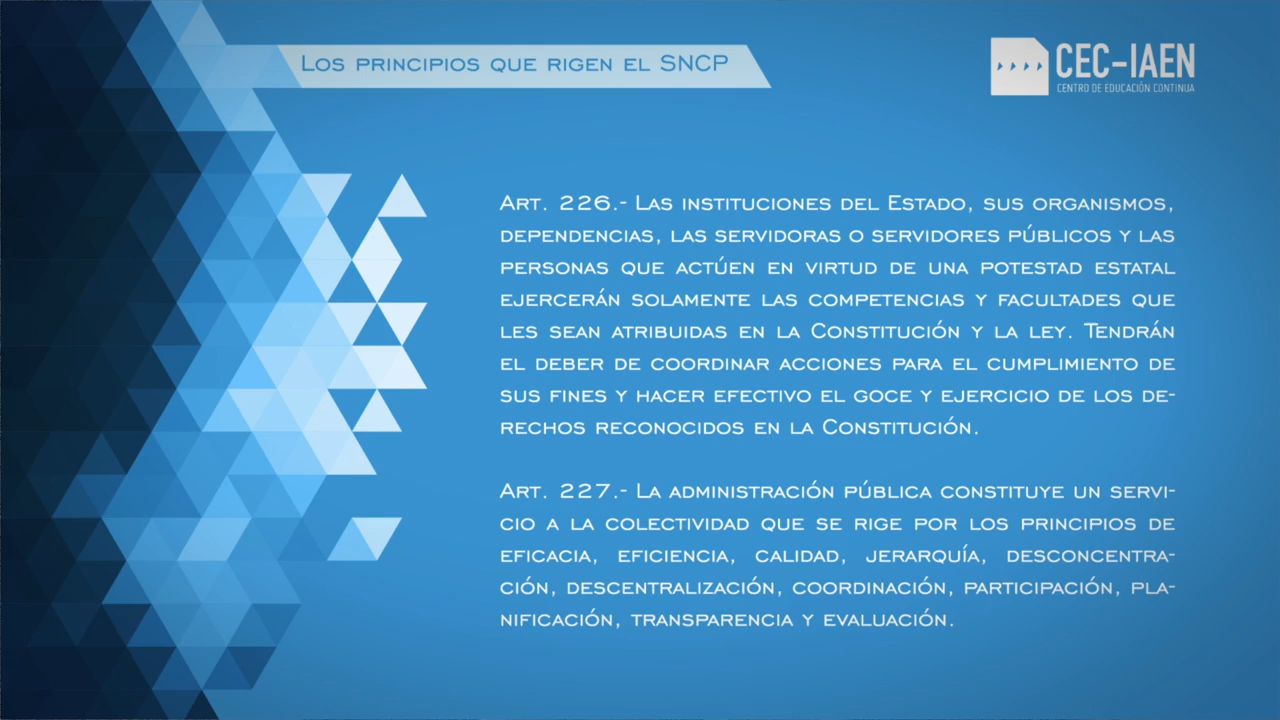 Los principios que rigen el SNCP
CEC-IAEN
CENTRO DE EDUCACIÓN CONTINUA
Art. 226.- Las instituciones del Estado, sus organismos,
dependencias, las servidoras o servidores públicos y las
personas que actúen en virtud de una potestad estatal
ejercerán solamente las competencias y facultades que
les sean atribuidas en la Constitución y la ley. Tendrán
el deber de coordinar acciones para el cumplimiento de
sus fines y hacer efectivo el goce y ejercicio de los de-
rechos reconocidos en la Constitución.
Art. 227.- La administración pública constituye un servi-
cio a la colectividad que se rige por los principios de
eficacia, eficiencia, calidad, jerarquía, desconcentra-
ción, descentralización, coordinación, participación, pla-
nificación, transparencia y evaluación.